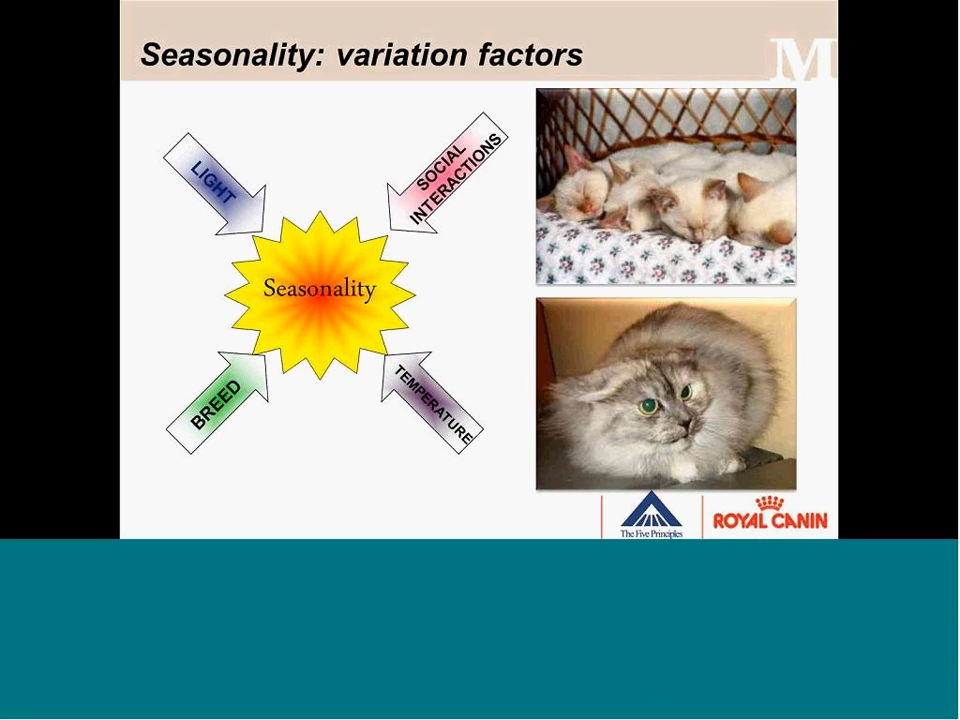 Seasonality: variation factors
M
LIGHT
SOCIAL
INTERACTIONS
Seasonality
BREED
TEMPERATURE
The Five Principles
ROYAL CANIN